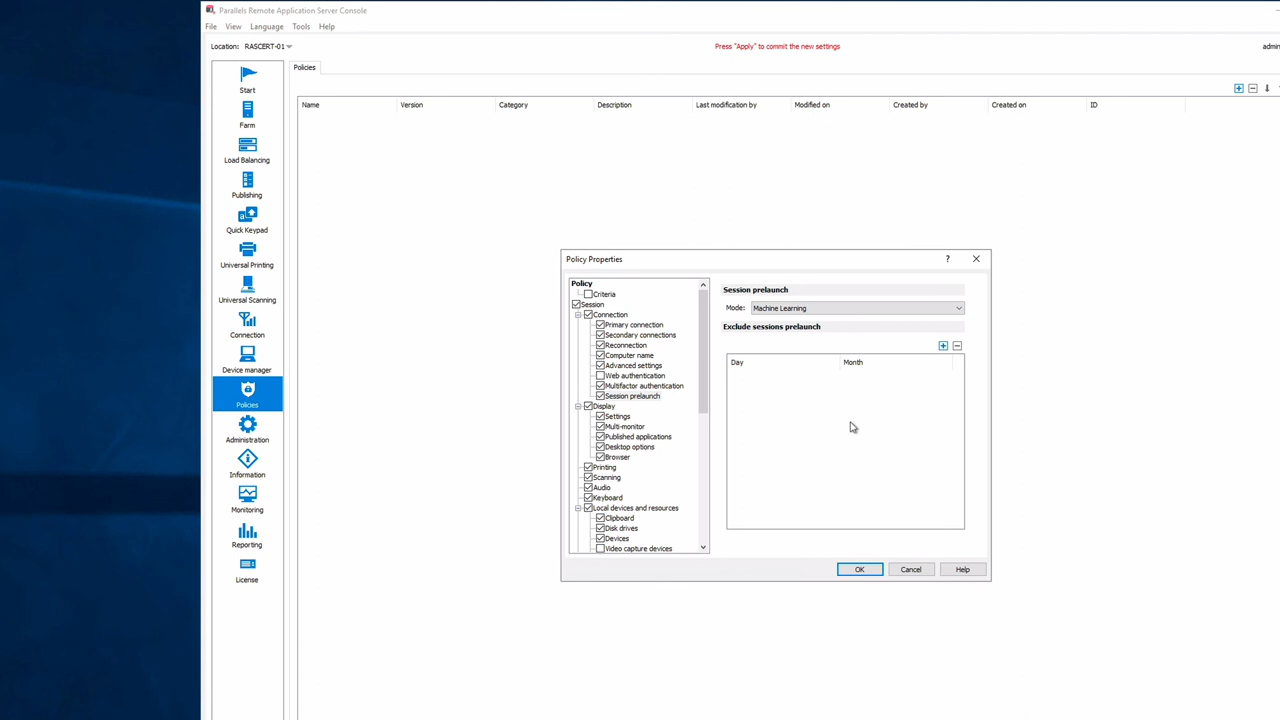 Parallels Remote Application Server Console
File View Language Tools Help
Location: RASCERT-01 Press "Apply" to commit the new settings
Start
Farm
Load Balancing
Publishing
Quick Keypad
Universal Printing
Universal Scanning
Connection
Device manager
Policies
Administration
Information
Monitoring
Reporting
License
Policies
Name Version Category Description Last modification by Modified on Created by Created on ID
Policy Properties ?
Policy
Criteria
Session
Connection
Primary connection
Secondary connections
Reconnection
Computer name
Advanced settings
Web authentication
Multifactor authentication
Session prelaunch
Display
Settings
Multi-monitor
Published applications
Desktop options
Browser
Printing
Scanning
Audio
Keyboard
Local devices and resources
Clipboard
Disk drives
Devices
Video capture devices
Session prelaunch
Mode: Machine Learning
Exclude sessions prelaunch
Day Month
OK Cancel Help